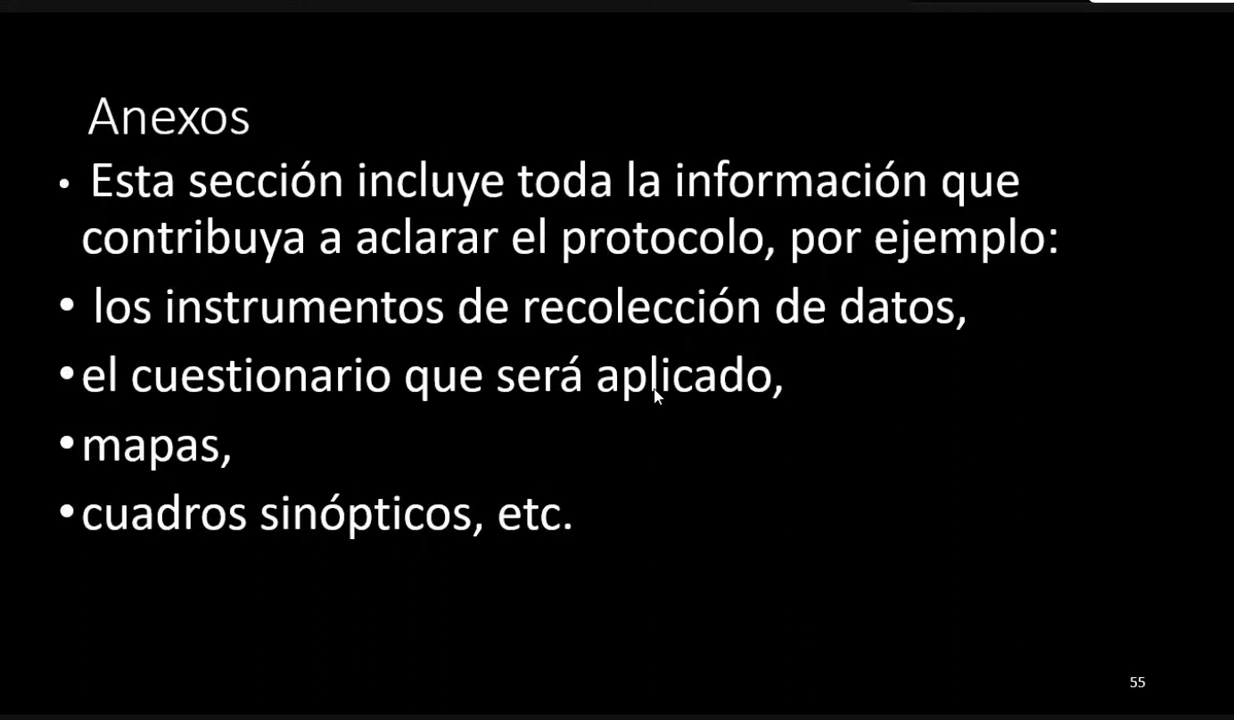 Anexos
• Esta sección incluye toda la información que
contribuya a aclarar el protocolo, por ejemplo:
• los instrumentos de recolección de datos,
• el cuestionario que será aplicado,
• mapas,
• cuadros sinópticos, etc.
55